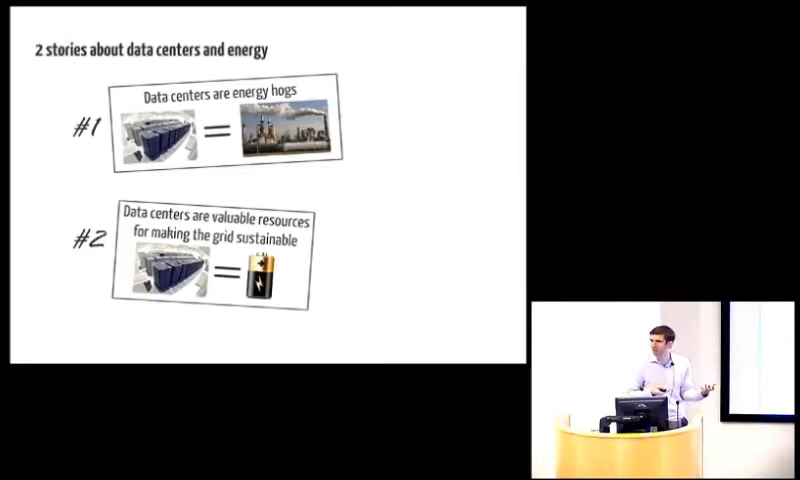 2 stories about data centers and energy
#1
Data centers are energy hogs
=
#2
Data centers are valuable resources
for making the grid sustainable
=